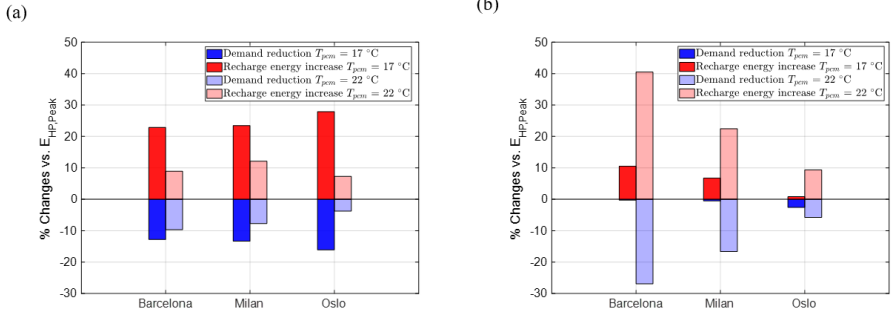 (a)
50
40
30
20
10
0
-10
-20
-30
% Changes vs. E_HP,Peak
Demand reduction T_pcm = 17 °C
Recharge energy increase T_pcm = 17 °C
Demand reduction T_pcm = 22 °C
Recharge energy increase T_pcm = 22 °C
Barcelona Milan Oslo
(b)
50
40
30
20
10
0
-10
-20
-30
% Changes vs. E_HP,Peak
Demand reduction T_pcm = 17 °C
Recharge energy increase T_pcm = 17 °C
Demand reduction T_pcm = 22 °C
Recharge energy increase T_pcm = 22 °C
Barcelona Milan Oslo